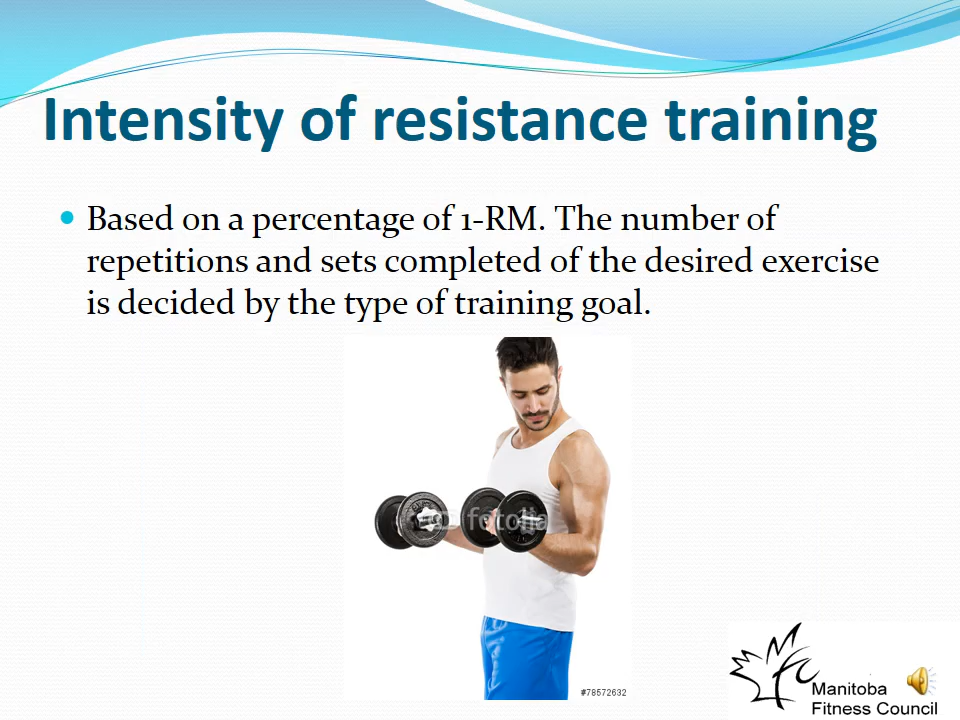 Intensity of resistance training
Based on a percentage of 1-RM. The number of
repetitions and sets completed of the desired exercise
is decided by the type of training goal.
fotolia
#78572632
Manitoba
Fitness Council